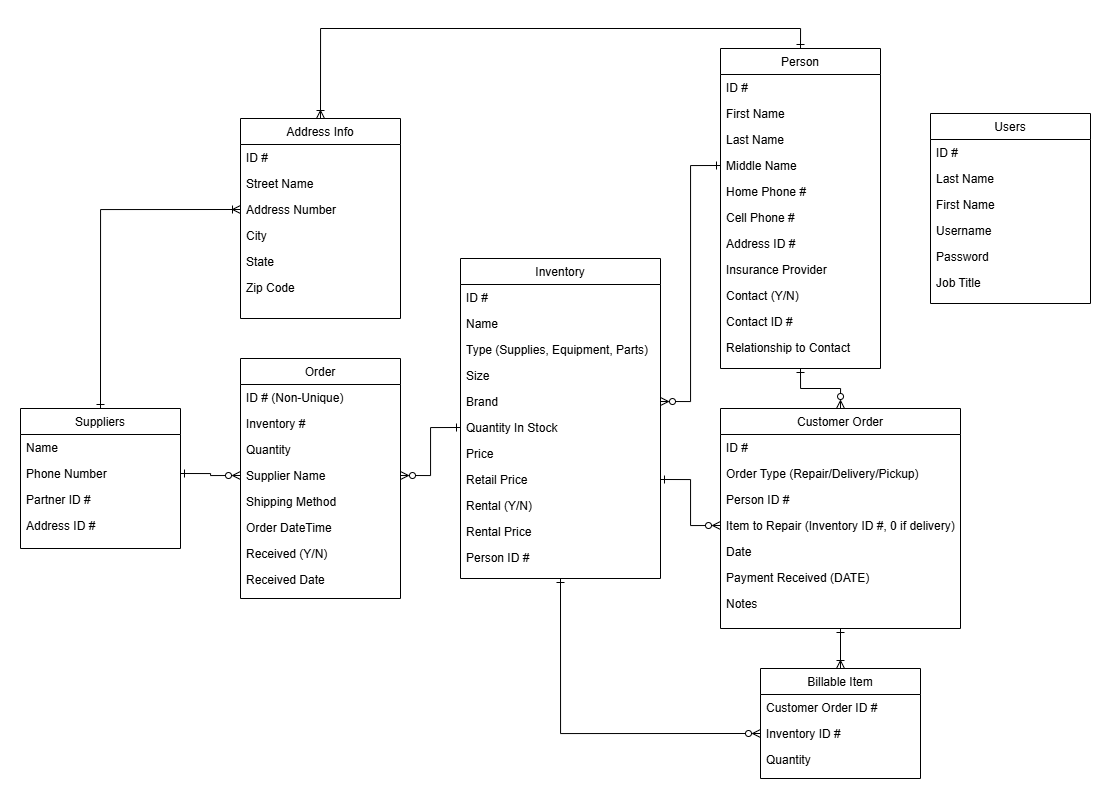 Person
ID #
First Name
Last Name
Middle Name
Home Phone #
Cell Phone #
Address ID #
Insurance Provider
Contact (Y/N)
Contact ID #
Relationship to Contact
Users
ID #
Last Name
First Name
Username
Password
Job Title
Address Info
ID #
Street Name
Address Number
City
State
Zip Code
Inventory
ID #
Name
Type (Supplies, Equipment, Parts)
Size
Brand
Quantity In Stock
Price
Retail Price
Rental (Y/N)
Rental Price
Person ID #
Order
ID # (Non-Unique)
Inventory #
Quantity
Supplier Name
Shipping Method
Order DateTime
Received (Y/N)
Received Date
Suppliers
Name
Phone Number
Partner ID #
Address ID #
Customer Order
ID #
Order Type (Repair/Delivery/Pickup)
Person ID #
Item to Repair (Inventory ID #, 0 if delivery)
Date
Payment Received (DATE)
Notes
Billable Item
Customer Order ID #
Inventory ID #
Quantity